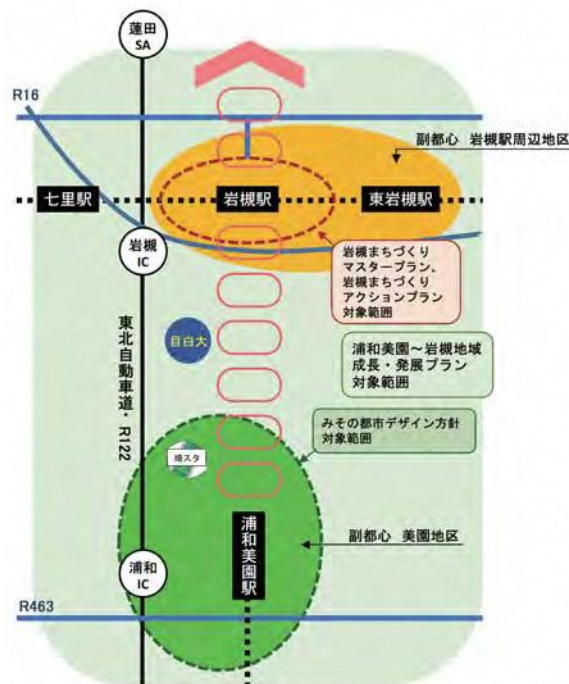 蓮田
SA
R16
副都心 岩槻駅周辺地区
七里駅
岩槻駅
東岩槻駅
岩槻
IC
岩槻まちづくり
マスタープラン、
岩槻まちづくり
アクションプラン
対象範囲
東北自動車道・R122
目白大
浦和美園～岩槻地域
成長・発展プラン
対象範囲
みその都市デザイン方針
対象範囲
埼スタ
浦和美園駅
副都心 美園地区
浦和
IC
R463